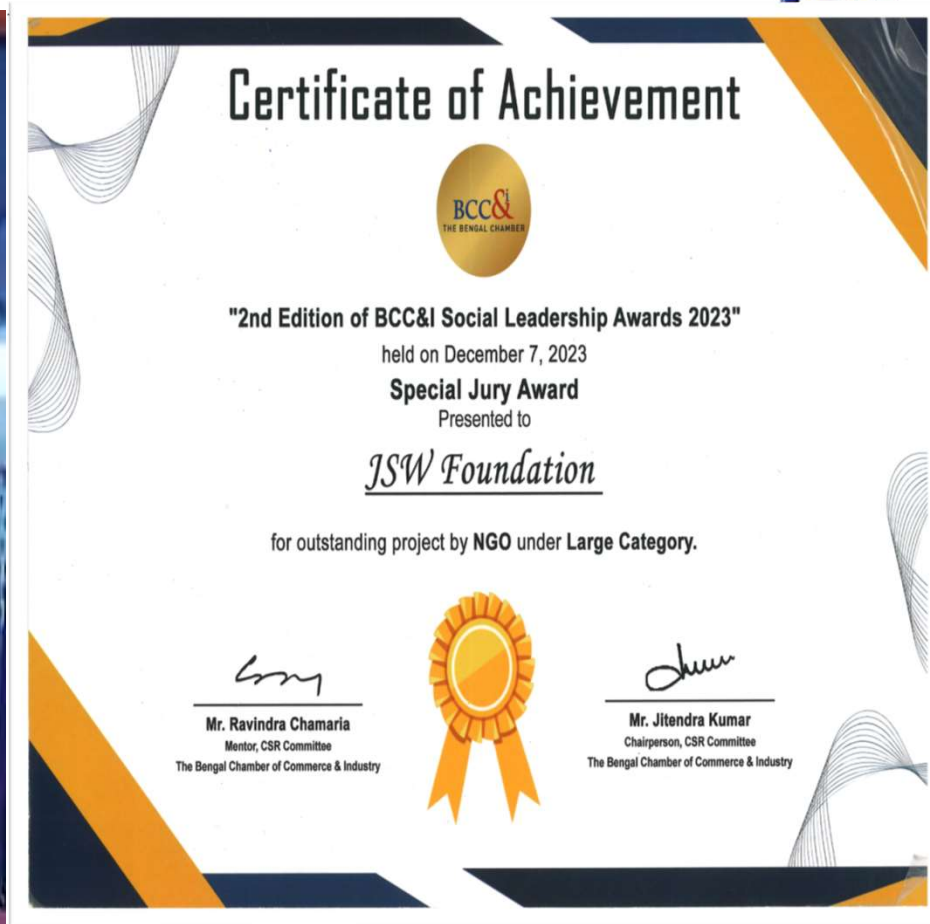 Certificate of Achievement
BCC&i
THE BENGAL CHAMBER
"2nd Edition of BCC&I Social Leadership Awards 2023"
held on December 7, 2023
Special Jury Award
Presented to
JSW Foundation
for outstanding project by NGO under Large Category.
Mr. Ravindra Chamaria
Mentor, CSR Committee
The Bengal Chamber of Commerce & Industry
Mr. Jitendra Kumar
Chairperson, CSR Committee
The Bengal Chamber of Commerce & Industry